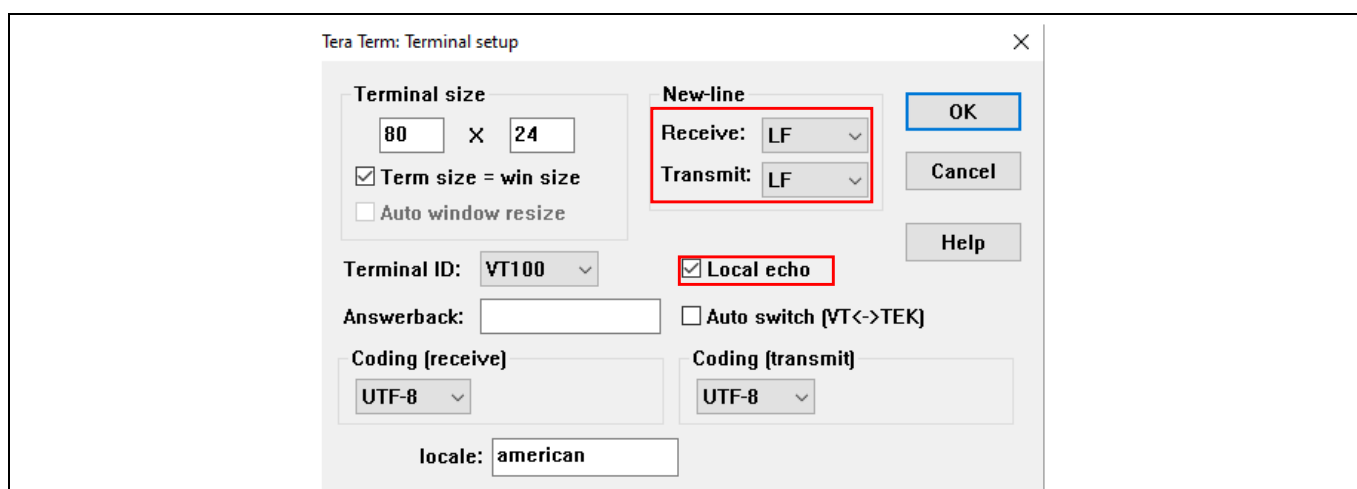 Tera Term: Terminal setup
Terminal size
80 X 24
Term size = win size
Auto window resize
New-line
Receive: LF
Transmit: LF
OK
Cancel
Help
Terminal ID: VT100
Local echo
Answerback:
Auto switch (VT<->TEK)
Coding (receive)
UTF-8
Coding (transmit)
UTF-8
locale: american